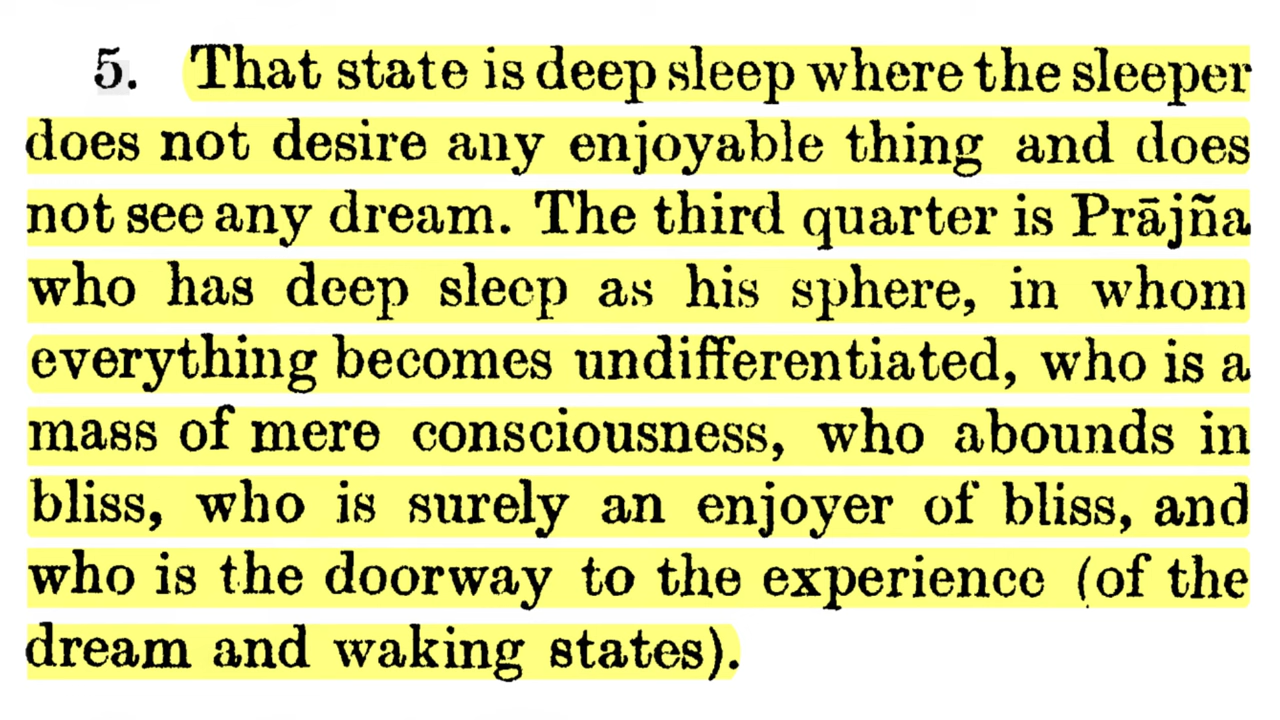 5. That state is deep sleep where the sleeper
does not desire any enjoyable thing and does
not see any dream. The third quarter is Prājña
who has deep sleep as his sphere, in whom
everything becomes undifferentiated, who is a
mass of mere consciousness, who abounds in
bliss, who is surely an enjoyer of bliss, and
who is the doorway to the experience (of the
dream and waking states).